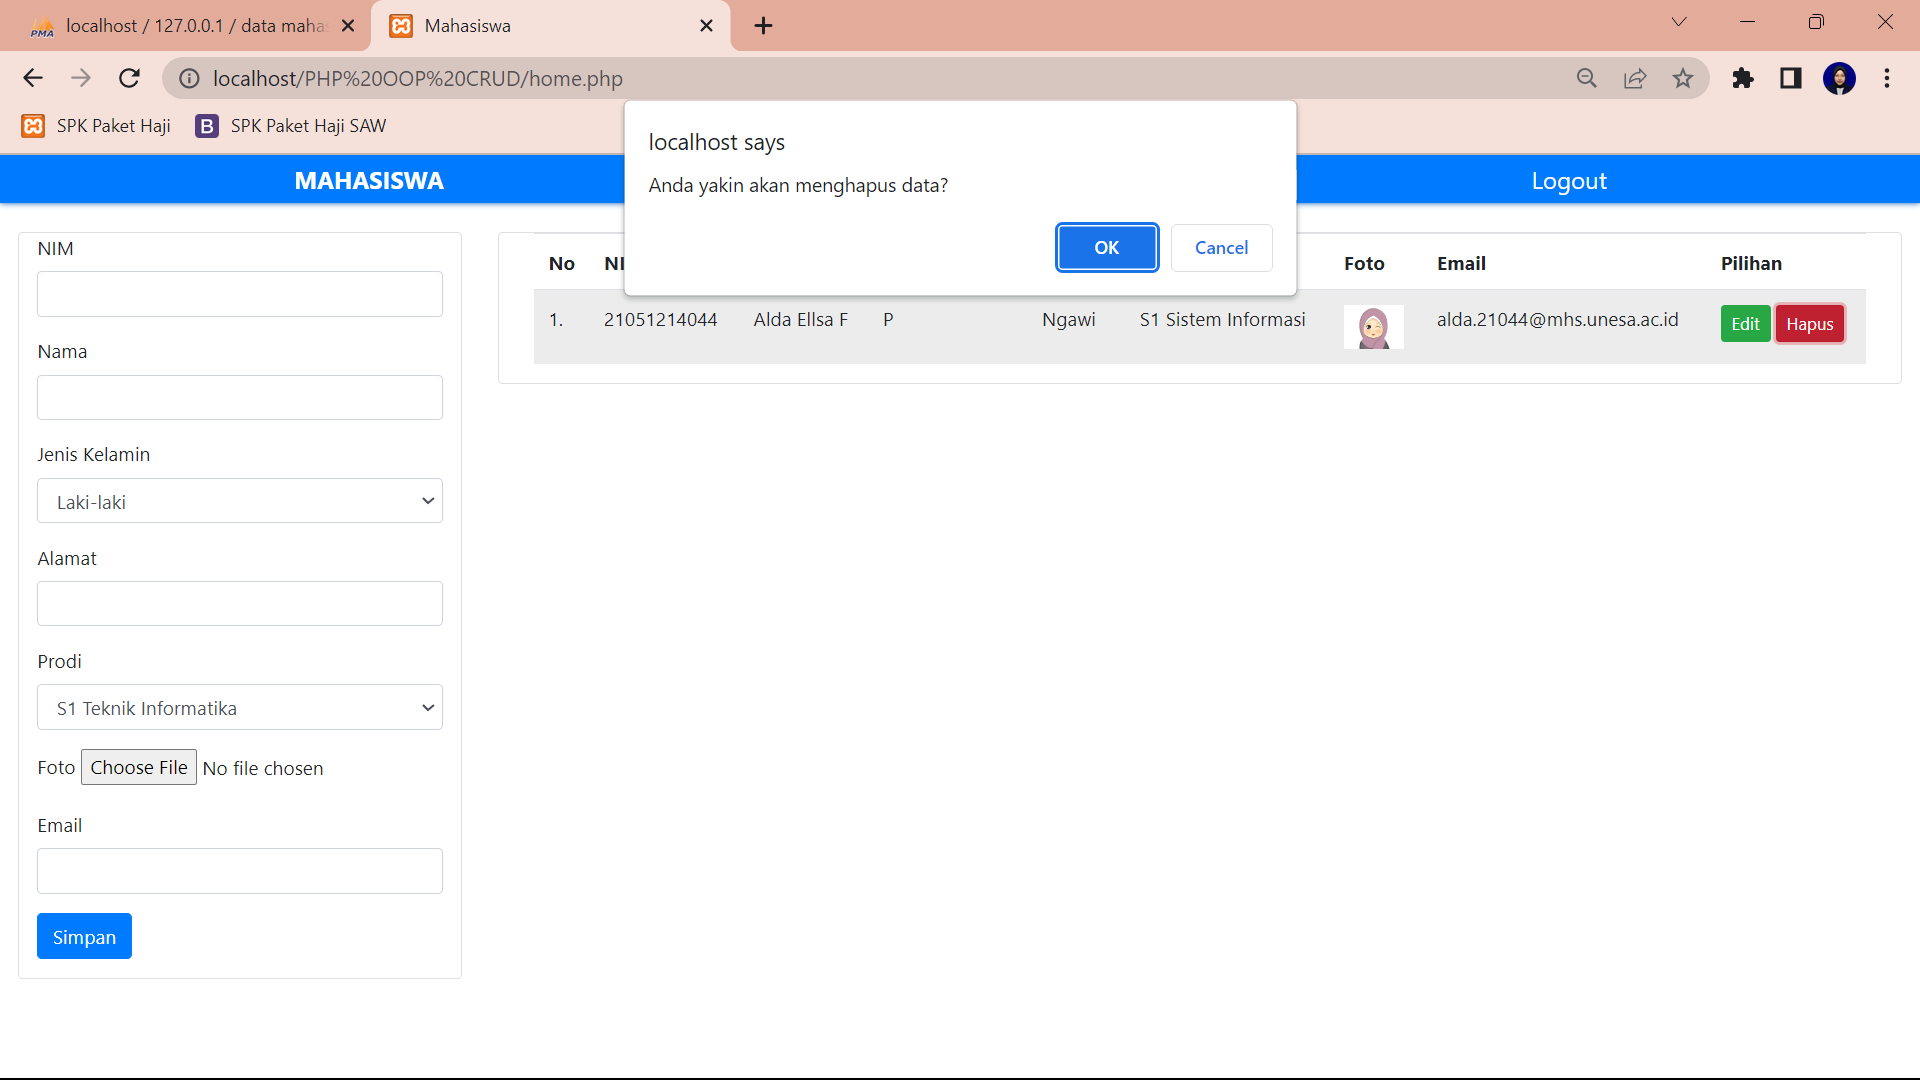 localhost / 127.0.0.1 / data maha
Mahasiswa
localhost/PHP%20OOP%20CRUD/home.php
SPK Paket Haji
SPK Paket Haji SAW
localhost says
Anda yakin akan menghapus data?
OK
Cancel
MAHASISWA
Logout
NIM
Nama
Jenis Kelamin
Laki-laki
Alamat
Prodi
S1 Teknik Informatika
Foto Choose File No file chosen
Email
Simpan
No NI Foto Email Pilihan
1. 21051214044 Alda Ellsa F P Ngawi S1 Sistem Informasi alda.21044@mhs.unesa.ac.id Edit Hapus